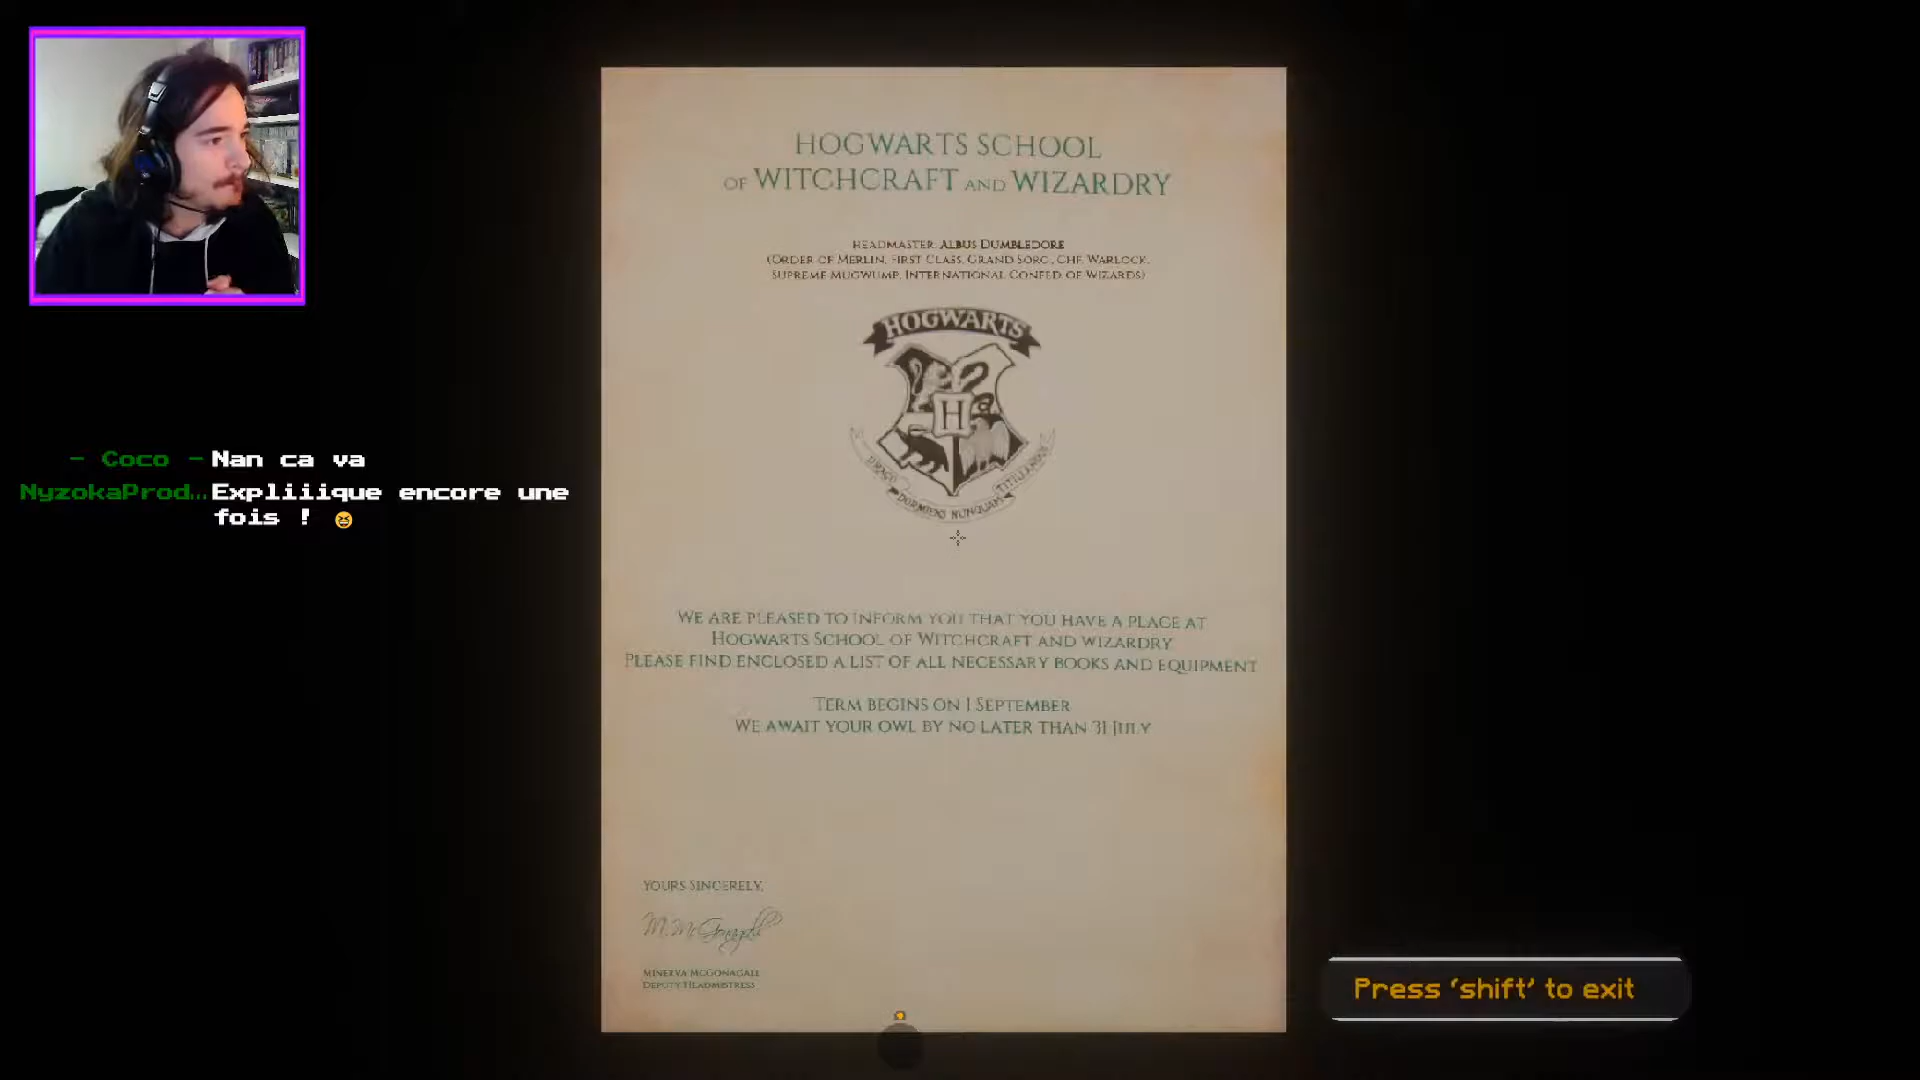 HOGWARTS SCHOOL
OF WITCHCRAFT AND WIZARDRY
HEADMASTER: ALBUS DUMBLEDORE
(ORDER OF MERLIN, FIRST CLASS, GRAND SORC., CHF. WARLOCK,
SUPREME MUGWUMP, INTERNATIONAL CONFED. OF WIZARDS)
HOGWARTS
H
DRACO DORMIENS NUNQUAM TITILLANDUS
- Coco - Nan ca va
NyzokaProd... Expliiiique encore une
fois ! 😆
WE ARE PLEASED TO INFORM YOU THAT YOU HAVE A PLACE AT
HOGWARTS SCHOOL OF WITCHCRAFT AND WIZARDRY
PLEASE FIND ENCLOSED A LIST OF ALL NECESSARY BOOKS AND EQUIPMENT
TERM BEGINS ON 1 SEPTEMBER
WE AWAIT YOUR OWL BY NO LATER THAN 31 JULY
YOURS SINCERELY,
M. McGonagall
MINERVA MCGONAGALL
DEPUTY HEADMISTRESS
Press 'shift' to exit